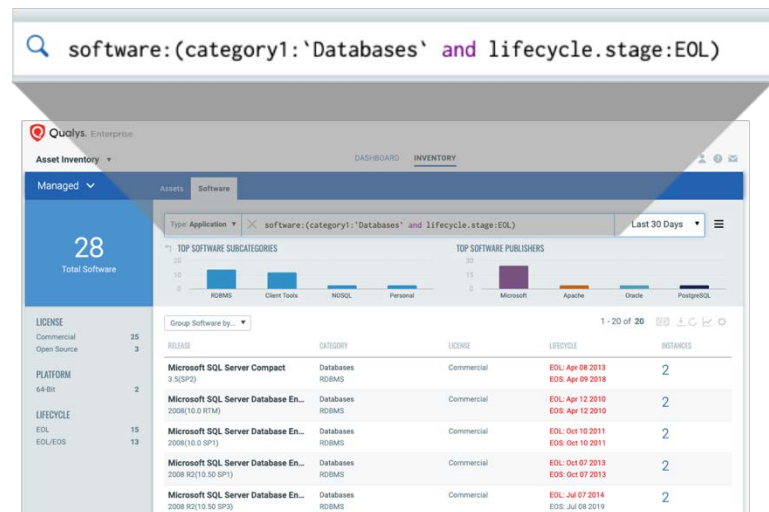 software:(category1:`Databases` and lifecycle.stage:EOL)
Qualys. Enterprise
Asset Inventory
DASHBOARD INVENTORY
Managed
Assets Software
Type: Application software:(category1:`Databases` and lifecycle.stage:EOL) Last 30 Days
28
Total Software
TOP SOFTWARE SUBCATEGORIES TOP SOFTWARE PUBLISHERS
20 30
10 15
0 0
RDBMS Client Tools NOSQL Personal Microsoft Apache Oracle PostgreSQL
LICENSE
Commercial 25
Open Source 3
PLATFORM
64-Bit 2
LIFECYCLE
EOL 15
EOL/EOS 13
Group Software by... 1 - 20 of 20
RELEASE CATEGORY LICENSE LIFECYCLE INSTANCES
Microsoft SQL Server Compact Databases Commercial EOL: Apr 08 2013 2
3.5(SP2) RDBMS EOS: Apr 09 2018
Microsoft SQL Server Database En... Databases Commercial EOL: Apr 12 2010 2
2008(10.0 RTM) RDBMS EOS: Apr 12 2010
Microsoft SQL Server Database En... Databases Commercial EOL: Oct 10 2011 2
2008(10.0 SP1) RDBMS EOS: Oct 10 2011
Microsoft SQL Server Database En... Databases Commercial EOL: Oct 07 2013 2
2008 R2(10.50 SP1) RDBMS EOS: Oct 07 2013
Microsoft SQL Server Database En... Databases Commercial EOL: Jul 07 2014 2
2008 R2(10.50 SP3) RDBMS EOS: Jul 08 2019